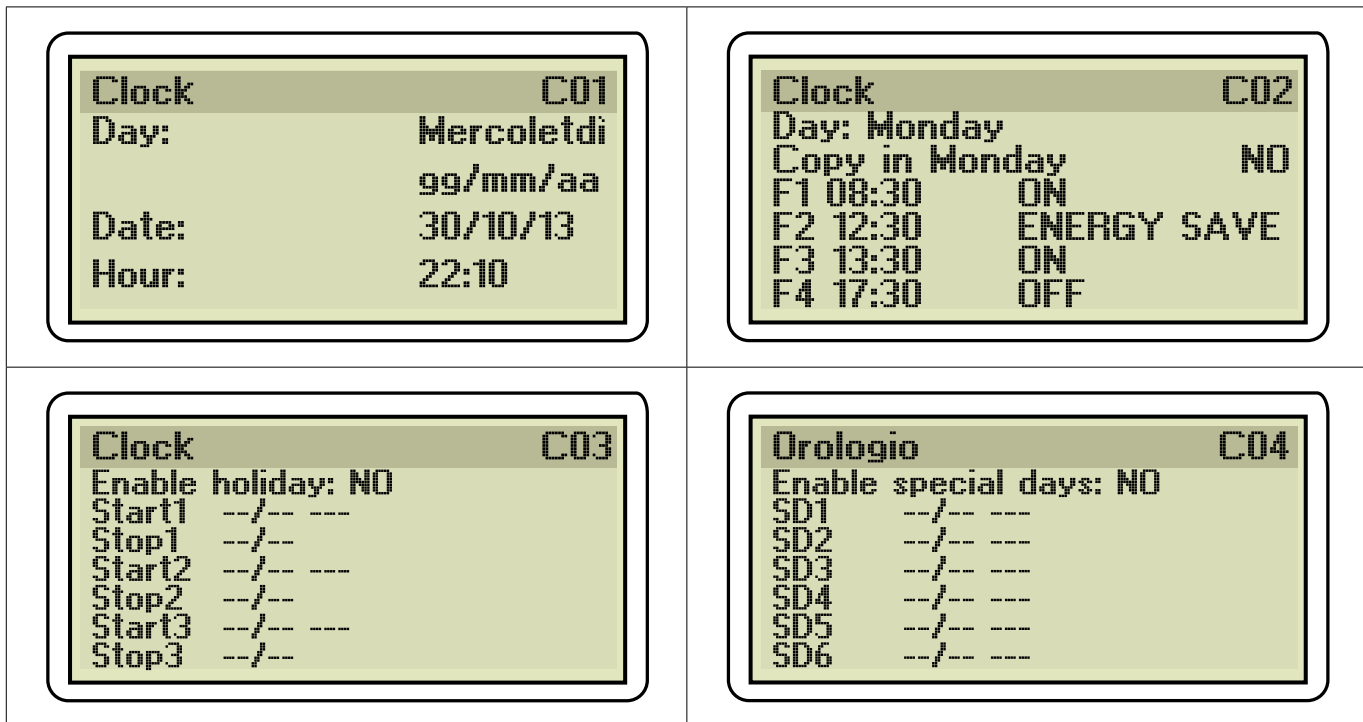 Clock C01
Day: Mercoletdì
gg/mm/aa
Date: 30/10/13
Hour: 22:10
Clock C02
Day: Monday
Copy in Monday NO
F1 08:30 ON
F2 12:30 ENERGY SAVE
F3 13:30 ON
F4 17:30 OFF
Clock C03
Enable holiday: NO
Start1 --/-- ---
Stop1 --/--
Start2 --/-- ---
Stop2 --/--
Start3 --/-- ---
Stop3 --/--
Orologio C04
Enable special days: NO
SD1 --/-- ---
SD2 --/-- ---
SD3 --/-- ---
SD4 --/-- ---
SD5 --/-- ---
SD6 --/-- ---